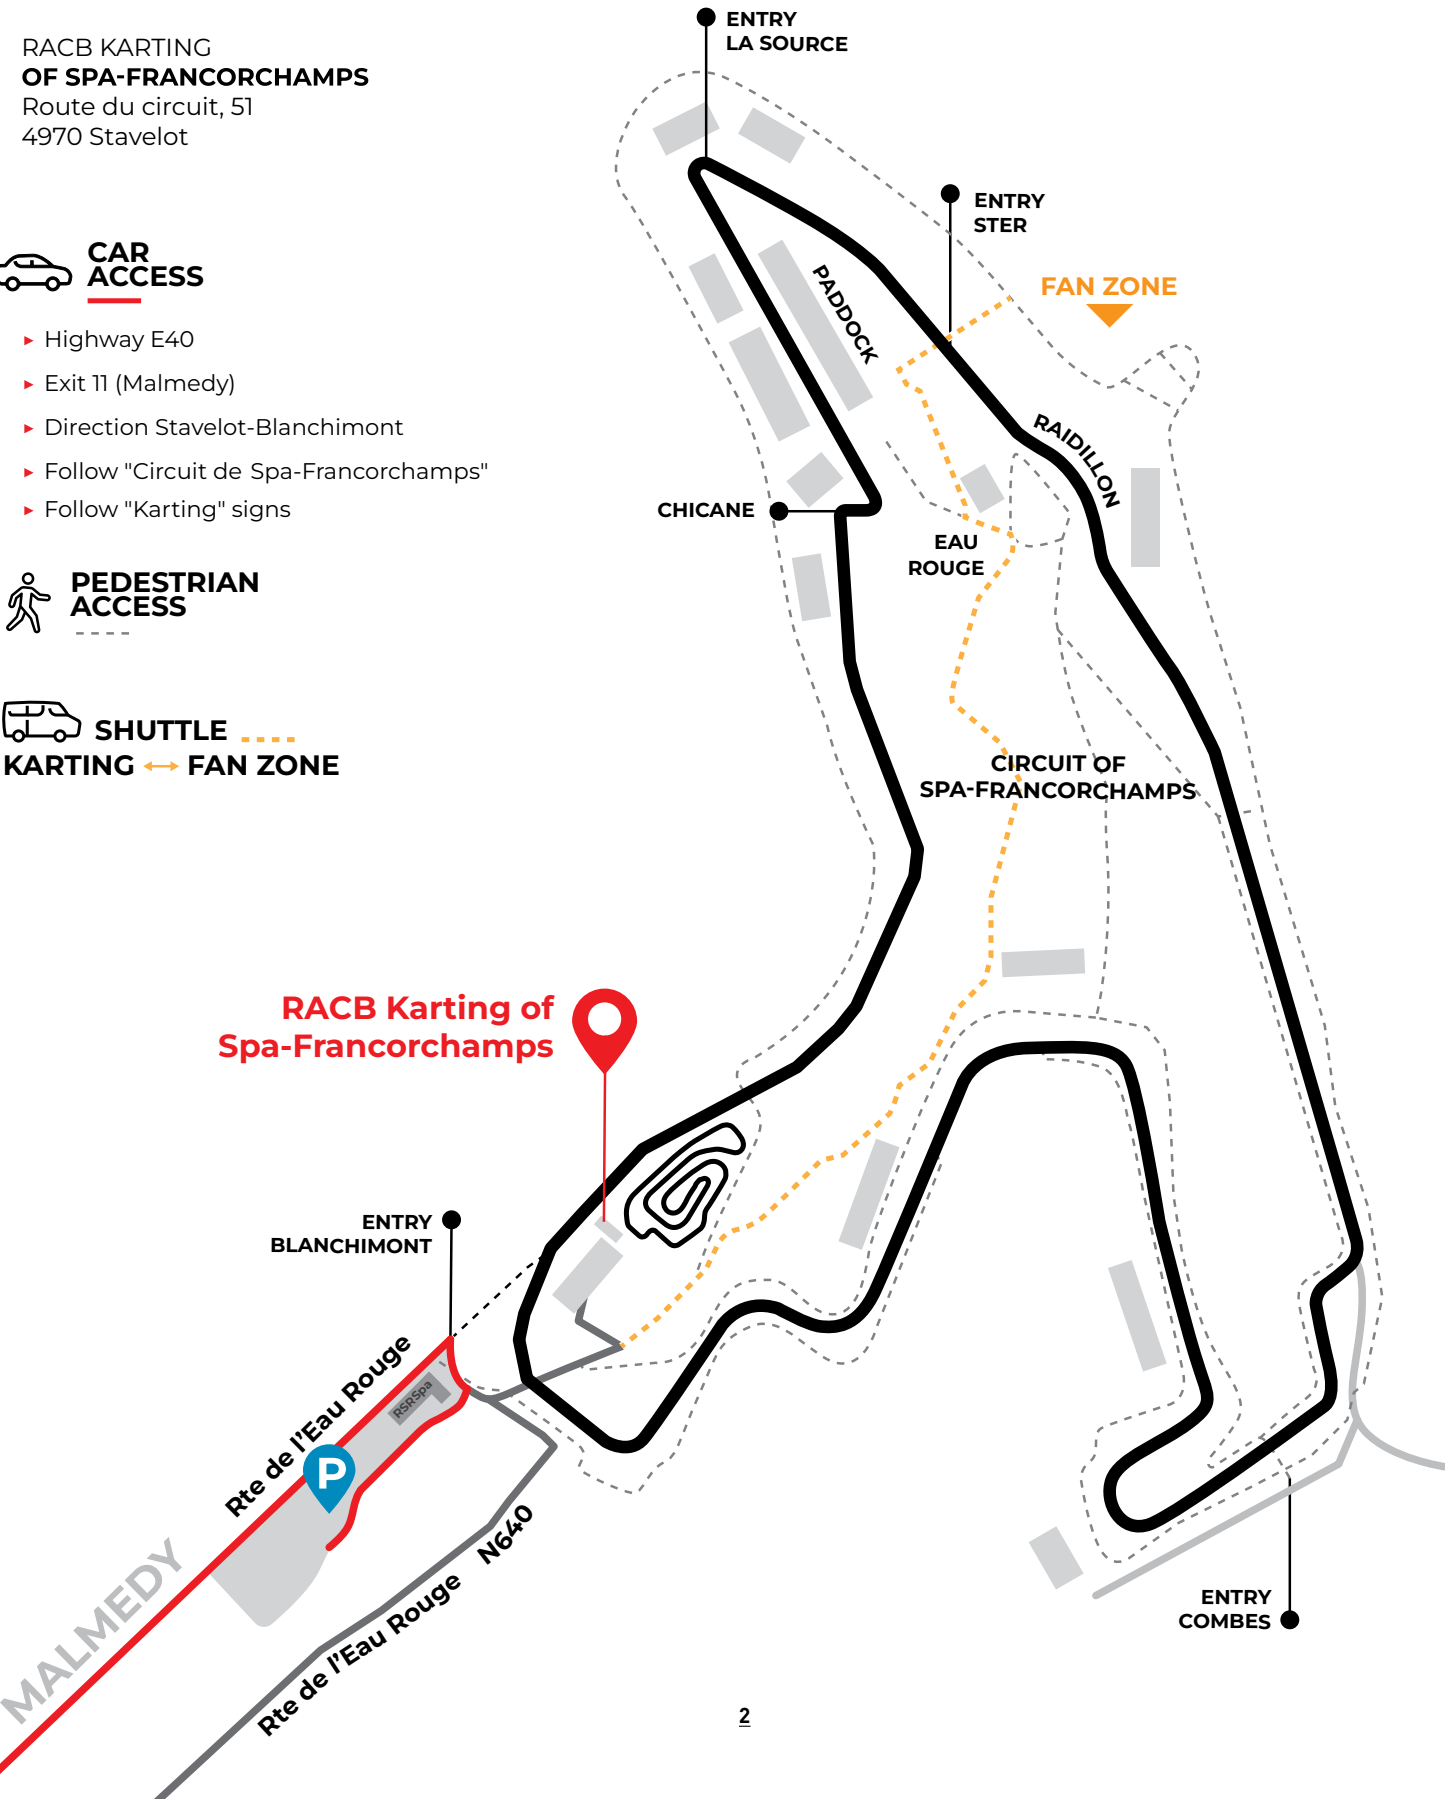 RACB KARTING
OF SPA-FRANCORCHAMPS
Route du circuit, 51
4970 Stavelot
CAR
ACCESS
Highway E40
Exit 11 (Malmedy)
Direction Stavelot-Blanchimont
Follow "Circuit de Spa-Francorchamps"
Follow "Karting" signs
PEDESTRIAN
ACCESS
SHUTTLE
KARTING ↔ FAN ZONE
ENTRY
LA SOURCE
ENTRY
STER
FAN ZONE
PADDOCK
RAIDILLON
CHICANE
EAU
ROUGE
CIRCUIT OF
SPA-FRANCORCHAMPS
RACB Karting of
Spa-Francorchamps
ENTRY
BLANCHIMONT
Rte de l'Eau Rouge
RSRSpa
P
MALMEDY
Rte de l'Eau Rouge N640
ENTRY
COMBES
2